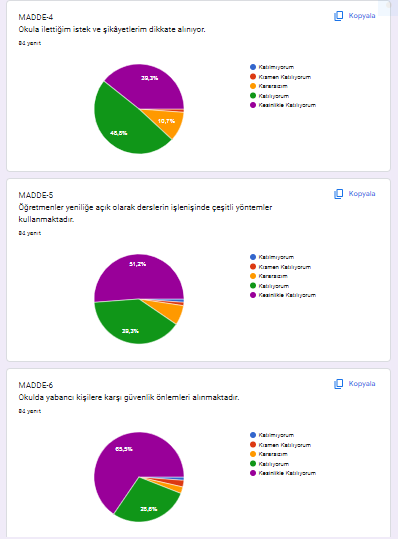 MADDE-4
Kopyala
Okula ilettiğim istek ve şikâyetlerim dikkate alınıyor.
84 yanıt
39,3%
10,7%
48,8%
Katılmıyorum
Kısmen Katılıyorum
Kararsızım
Katılıyorum
Kesinlikle Katılıyorum
MADDE-5
Kopyala
Öğretmenler yeniliğe açık olarak derslerin işlenişinde çeşitli yöntemler
kullanmaktadır.
84 yanıt
51,2%
39,3%
Katılmıyorum
Kısmen Katılıyorum
Kararsızım
Katılıyorum
Kesinlikle Katılıyorum
MADDE-6
Kopyala
Okulda yabancı kişilere karşı güvenlik önlemleri alınmaktadır.
84 yanıt
65,5%
28,6%
Katılmıyorum
Kısmen Katılıyorum
Kararsızım
Katılıyorum
Kesinlikle Katılıyorum